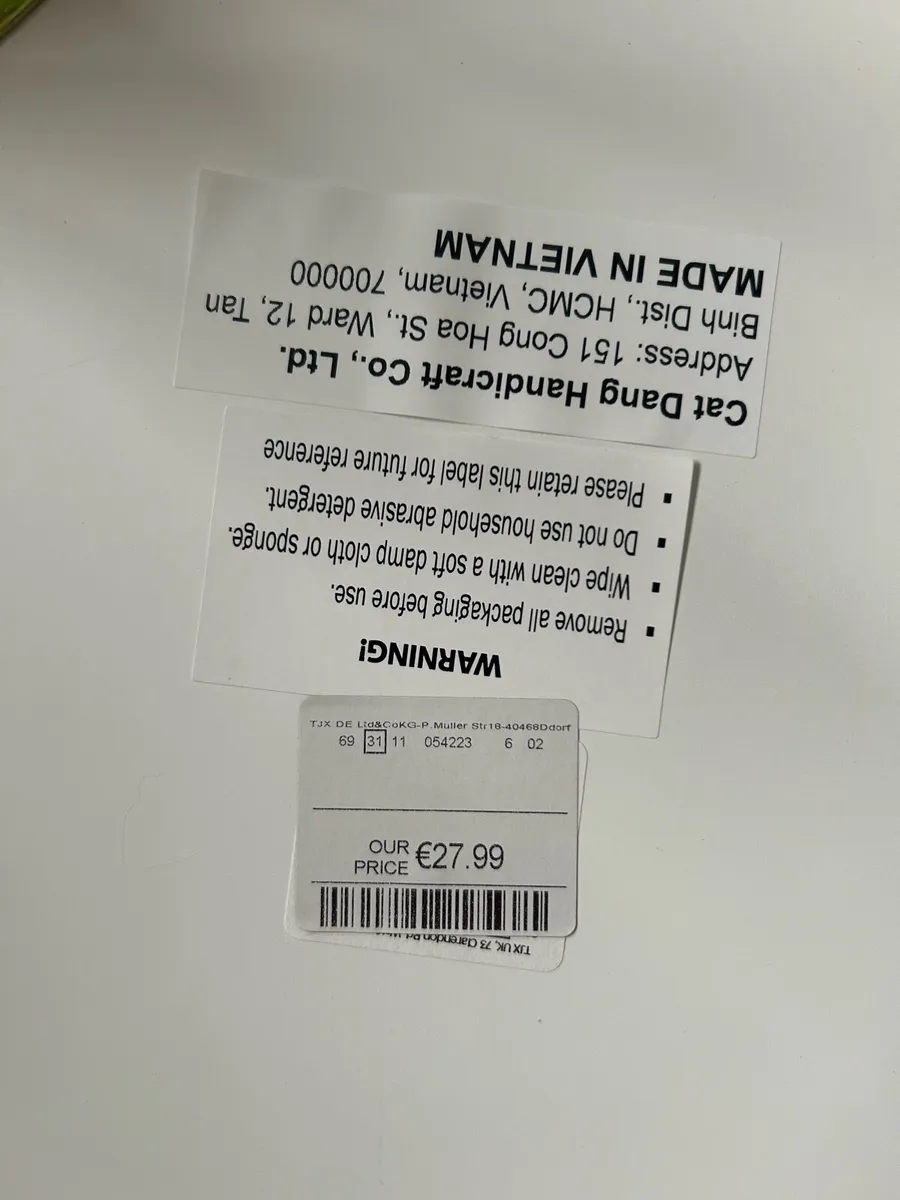 Cat Dang Handicraft Co., Ltd.
Address: 151 Cong Hoa St., Ward 12, Tan
Binh Dist., HCMC, Vietnam, 700000
MADE IN VIETNAM
WARNING!
▪ Remove all packaging before use.
▪ Wipe clean with a soft damp cloth or sponge.
▪ Do not use household abrasive detergent.
▪ Please retain this label for future reference
TJX DE Ltd&CoKG-P.Muller Str18-40468Ddorf
69 31 11 054223 6 02
OUR PRICE €27.99
TJX UK, 73 Clarendon Rd,